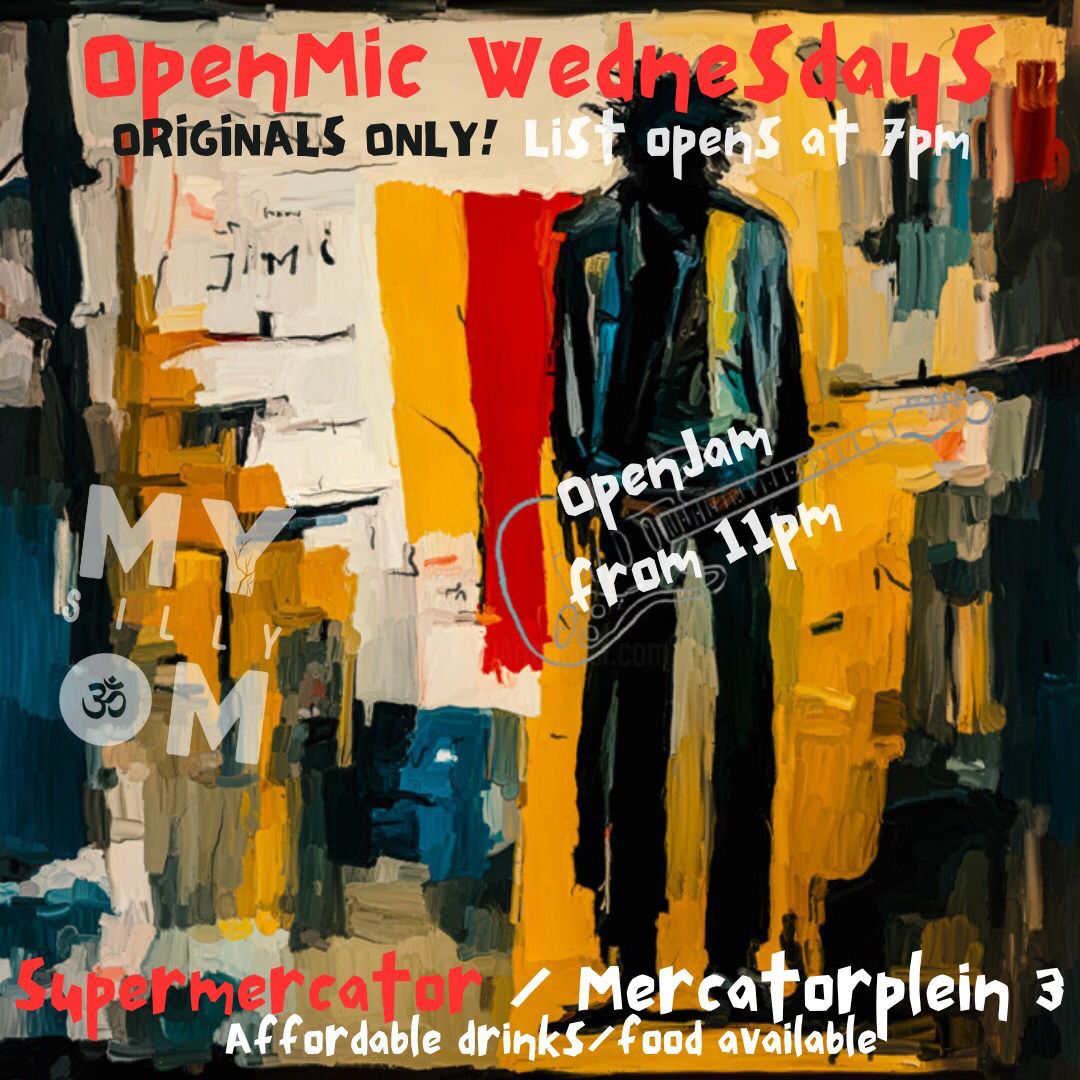 OpenMic Wednesdays
ORiGiNALS ONLY! List opens at 7pm
JiMi
OpenJam
from 11pm
MY
SILLY
ॐM
Supermercator / Mercatorplein 3
Affordable drinks/food available